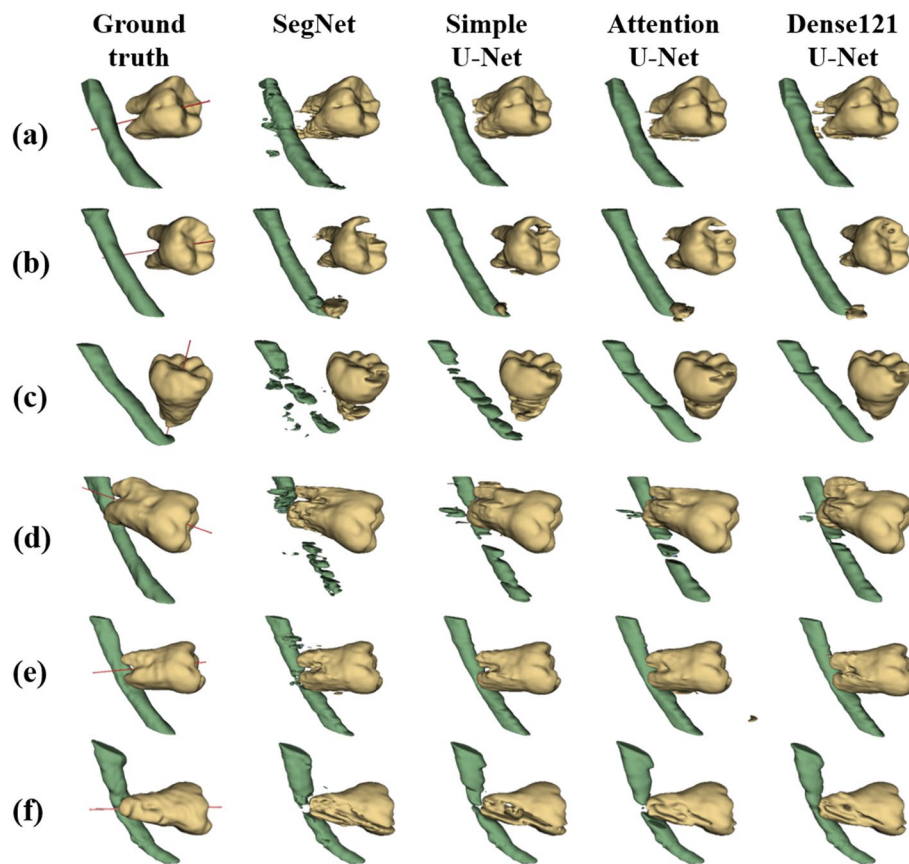 Ground SegNet Simple Attention Dense121
truth U-Net U-Net U-Net
(a)
(b)
(c)
(d)
(e)
(f)